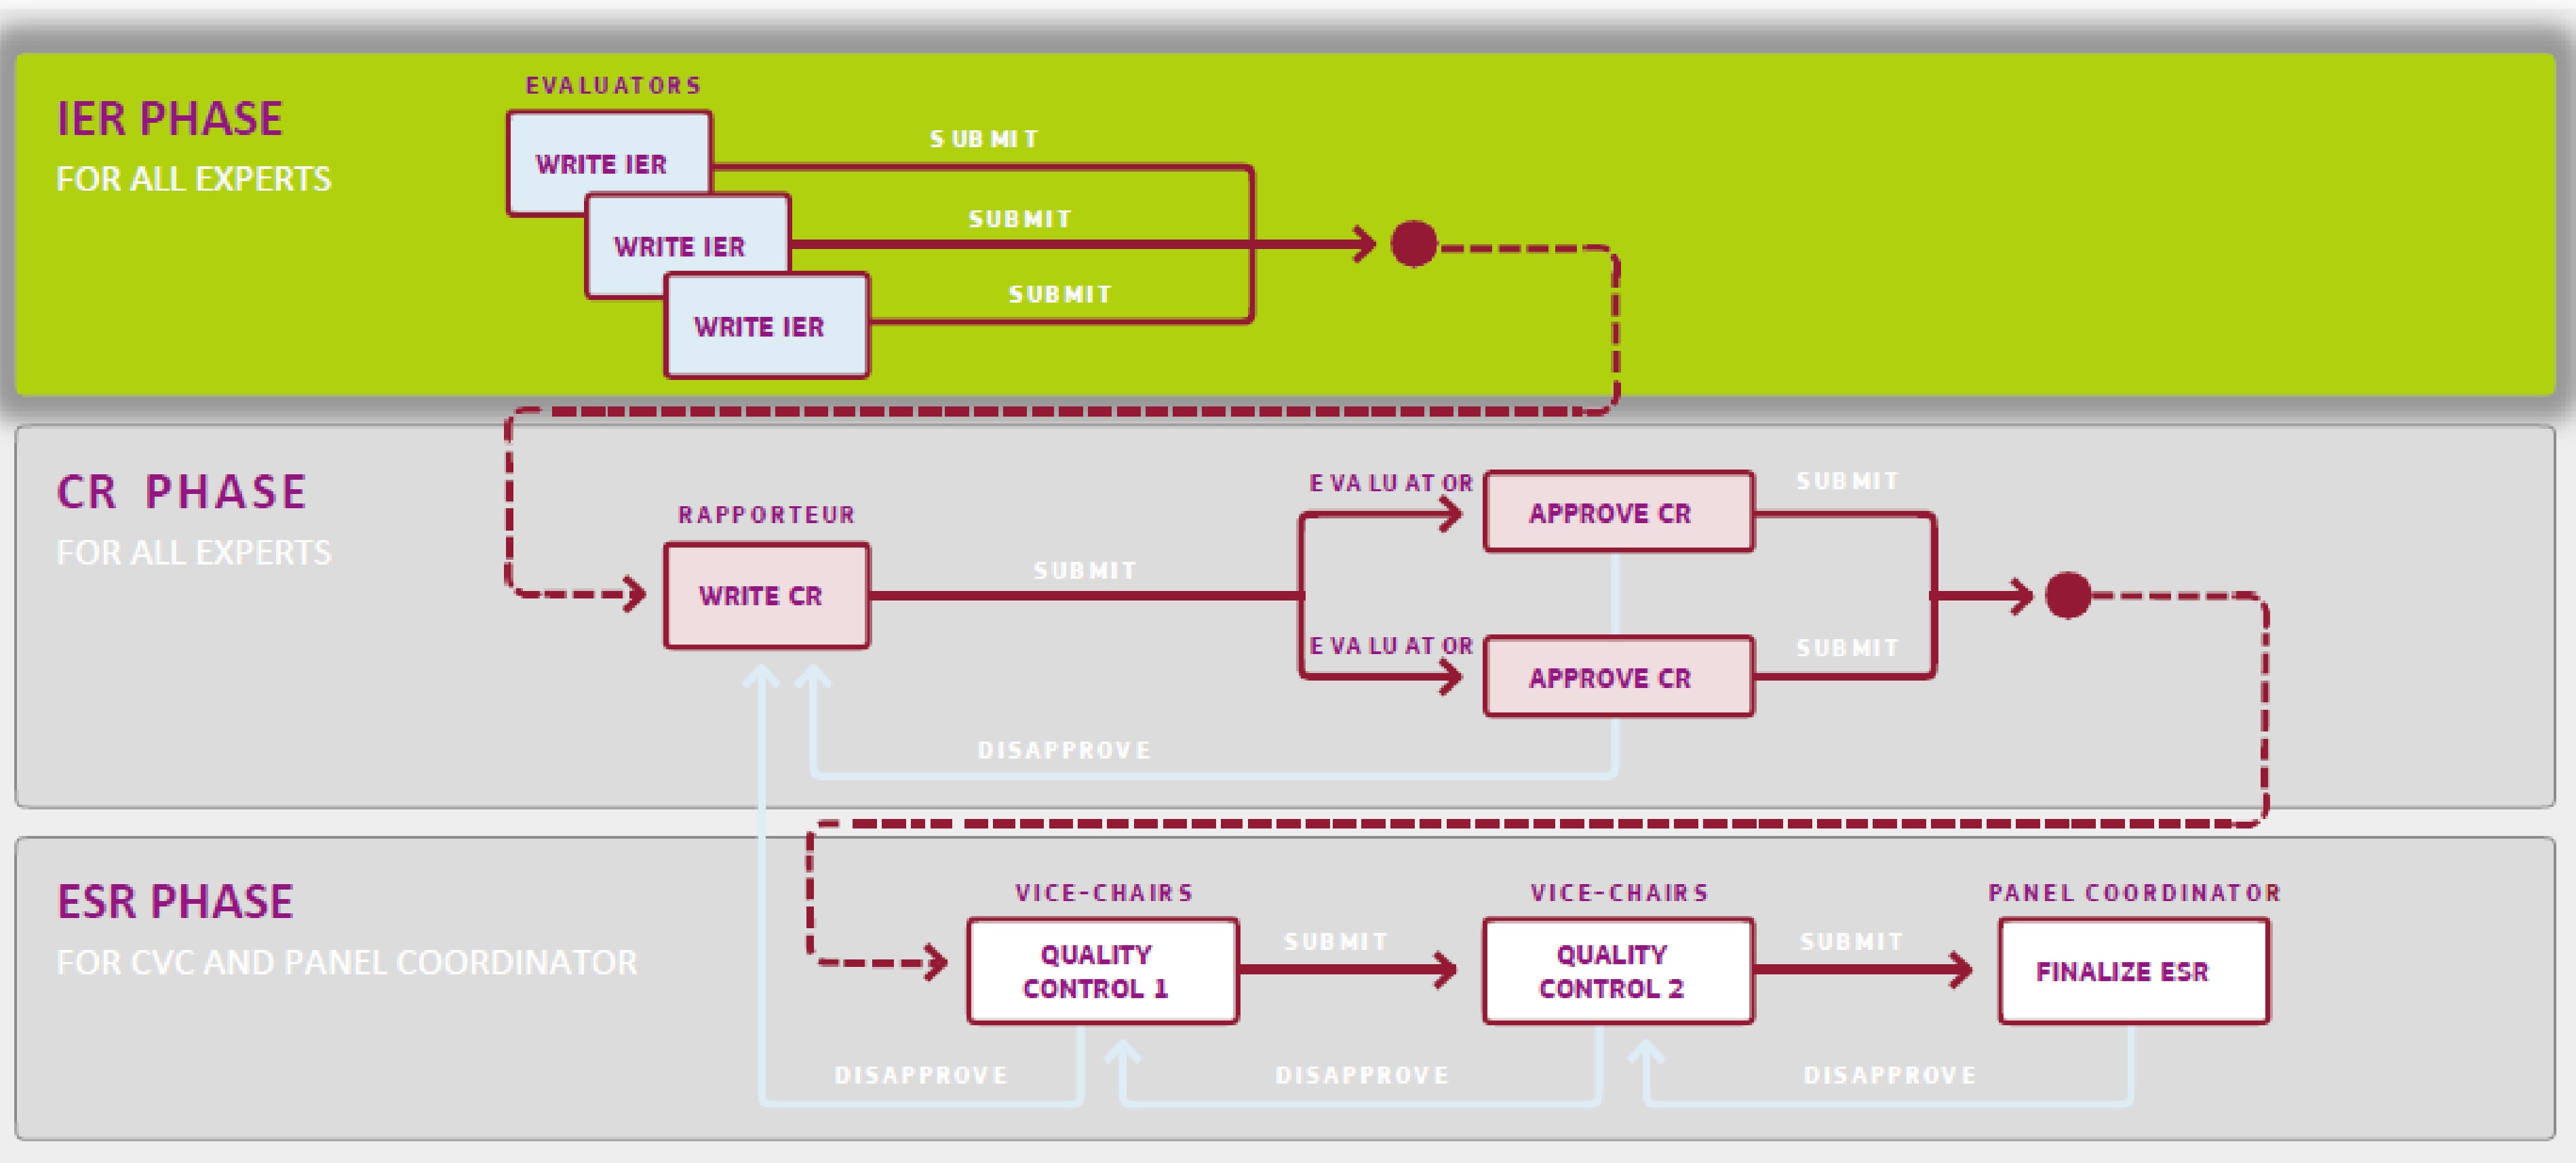 IER PHASE
FOR ALL EXPERTS
EVALUATORS
WRITE IER
SUBMIT
WRITE IER
SUBMIT
WRITE IER
SUBMIT
CR PHASE
FOR ALL EXPERTS
RAPPORTEUR
WRITE CR
SUBMIT
EVALUATOR
APPROVE CR
SUBMIT
EVALUATOR
APPROVE CR
SUBMIT
DISAPPROVE
ESR PHASE
FOR CVC AND PANEL COORDINATOR
VICE-CHAIRS
QUALITY
CONTROL 1
SUBMIT
VICE-CHAIRS
QUALITY
CONTROL 2
SUBMIT
PANEL COORDINATOR
FINALIZE ESR
DISAPPROVE
DISAPPROVE
DISAPPROVE